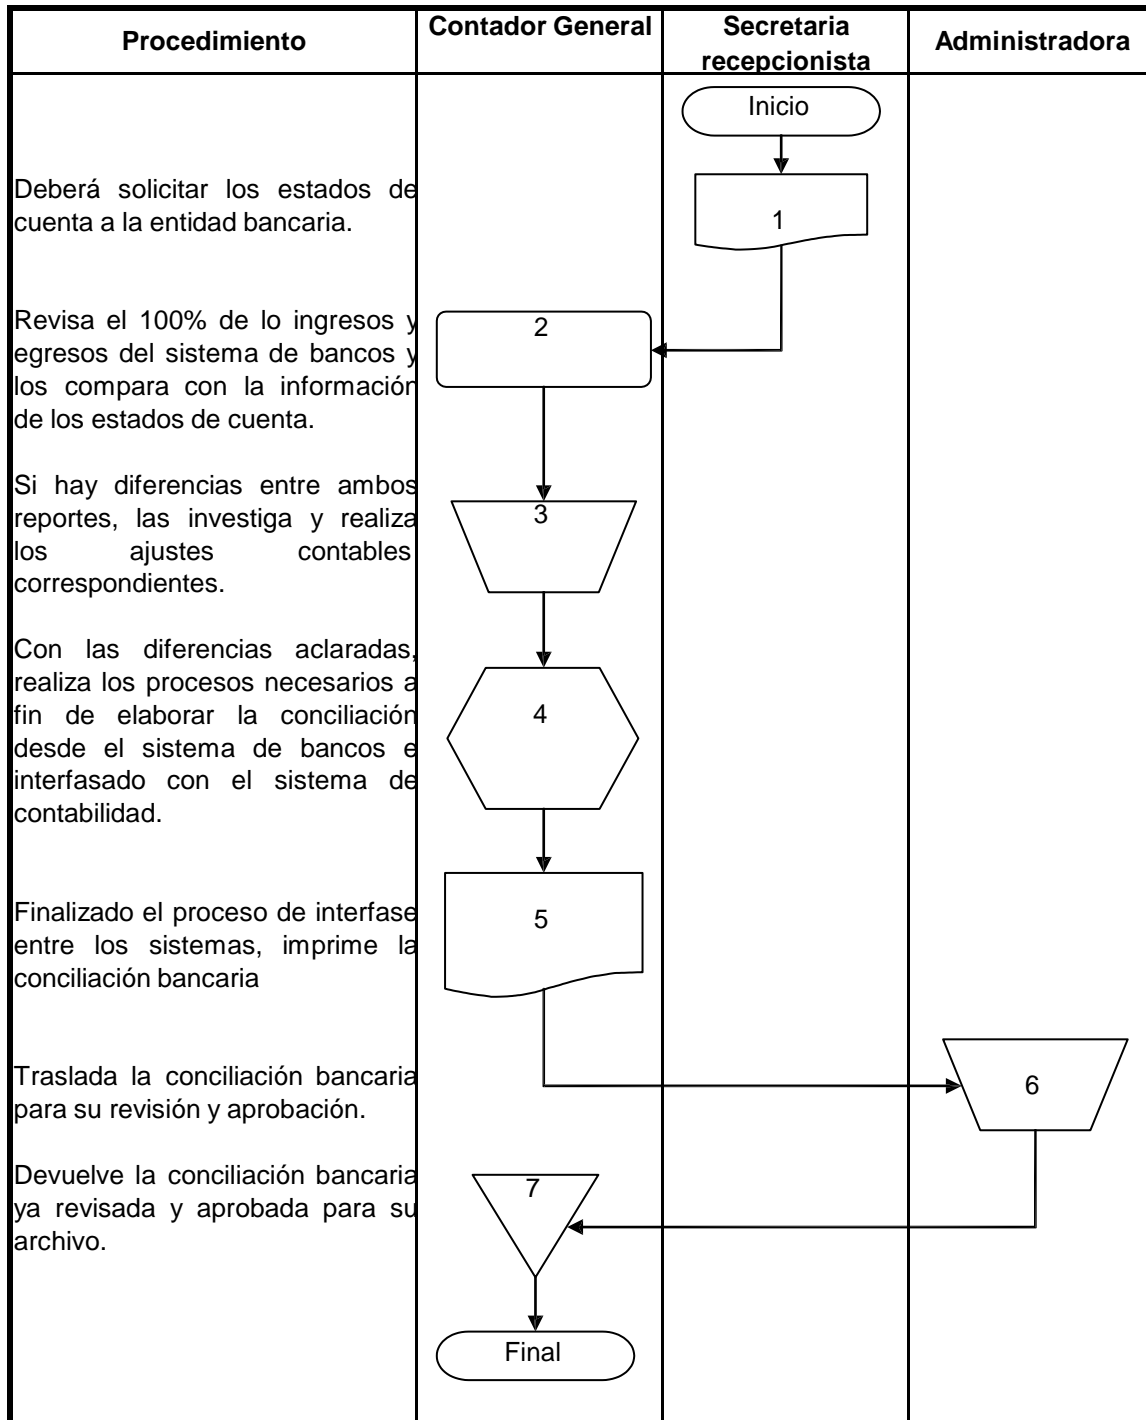 Procedimiento
Contador General
Secretaria
recepcionista
Administradora
Inicio
Deberá solicitar los estados de
cuenta a la entidad bancaria.
1
Revisa el 100% de lo ingresos y
egresos del sistema de bancos y
los compara con la información
de los estados de cuenta.
2
Si hay diferencias entre ambos
reportes, las investiga y realiza
los ajustes contables
correspondientes.
3
Con las diferencias aclaradas,
realiza los procesos necesarios a
fin de elaborar la conciliación
desde el sistema de bancos e
interfasado con el sistema de
contabilidad.
4
Finalizado el proceso de interfase
entre los sistemas, imprime la
conciliación bancaria
5
Traslada la conciliación bancaria
para su revisión y aprobación.
6
Devuelve la conciliación bancaria
ya revisada y aprobada para su
archivo.
7
Final